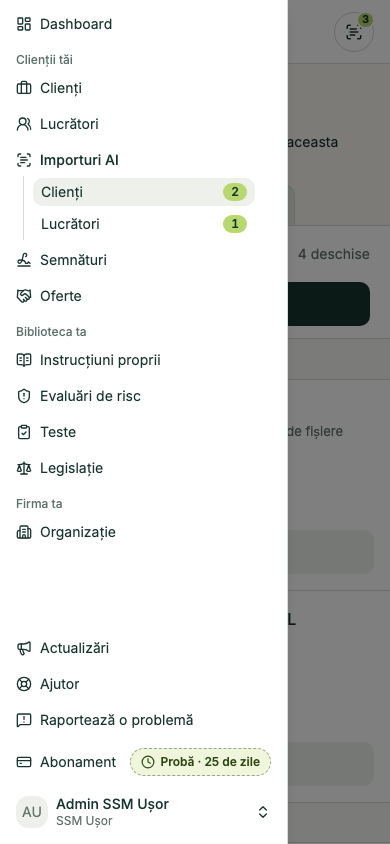 Dashboard
3
Clienții tăi
Clienți
aceasta
Lucrători
Importuri AI
Clienți 2
Lucrători 1
4 deschise
Semnături
Oferte
Biblioteca ta
Instrucțiuni proprii
Evaluări de risc
Teste
de fișiere
Legislație
Firma ta
Organizație
L
Actualizări
Ajutor
Raportează o problemă
Abonament Probă · 25 de zile
AU Admin SSM Ușor
SSM Ușor